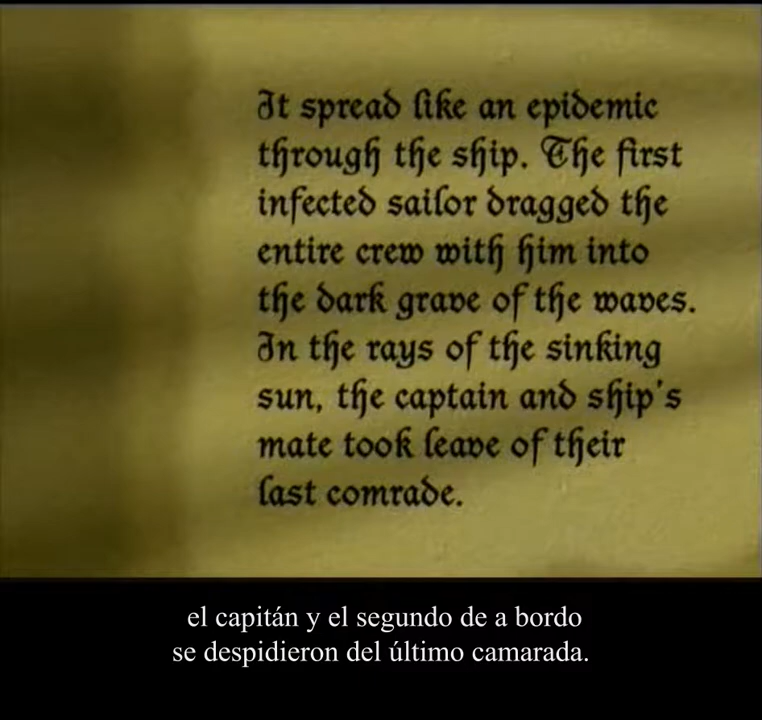 It spread like an epidemic
through the ship. The first
infected sailor dragged the
entire crew with him into
the dark grave of the waves.
In the rays of the sinking
sun, the captain and ship's
mate took leave of their
last comrade.
el capitán y el segundo de a bordo
se despidieron del último camarada.